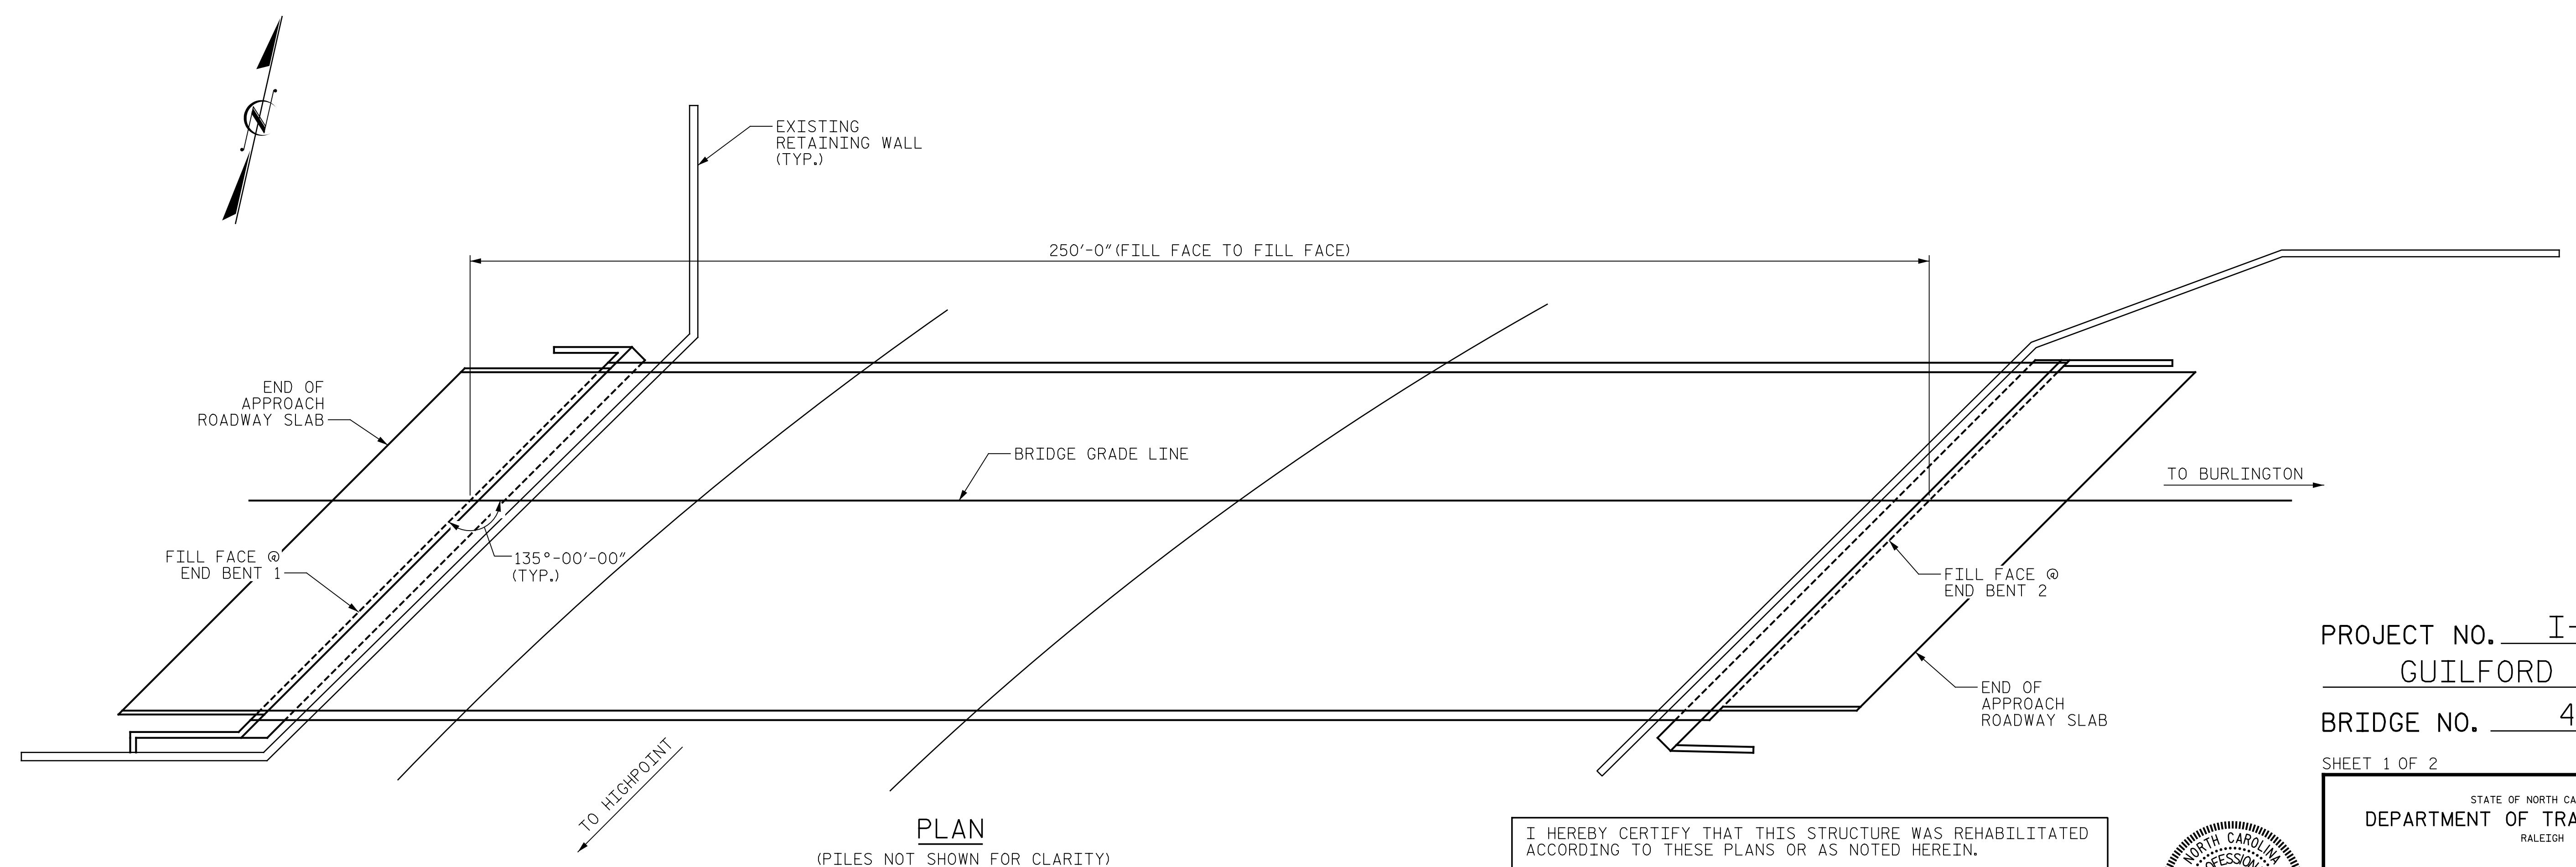 N
EXISTING
RETAINING WALL
(TYP.)
250'-0" (FILL FACE TO FILL FACE)
END OF
APPROACH
ROADWAY SLAB
BRIDGE GRADE LINE
TO BURLINGTON
FILL FACE @
END BENT 1
135°-00'-00"
(TYP.)
FILL FACE @
END BENT 2
END OF
APPROACH
ROADWAY SLAB
TO HIGHPOINT
PLAN
(PILES NOT SHOWN FOR CLARITY)
I HEREBY CERTIFY THAT THIS STRUCTURE WAS REHABILITATED
ACCORDING TO THESE PLANS OR AS NOTED HEREIN.
NORTH CAROLINA
PROJECT NO. I-
GUILFORD
BRIDGE NO. 4
SHEET 1 OF 2
STATE OF NORTH CA
DEPARTMENT OF TRA
RALEIGH